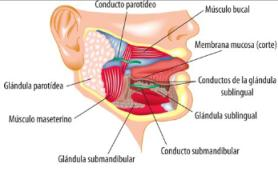 Conducto parotídeo
Músculo bucal
Membrana mucosa (corte)
Glándula parotídea
Conductos de la glándula
sublingual
Glándula sublingual
Músculo maseterino
Conducto submandibular
Glándula submandibular